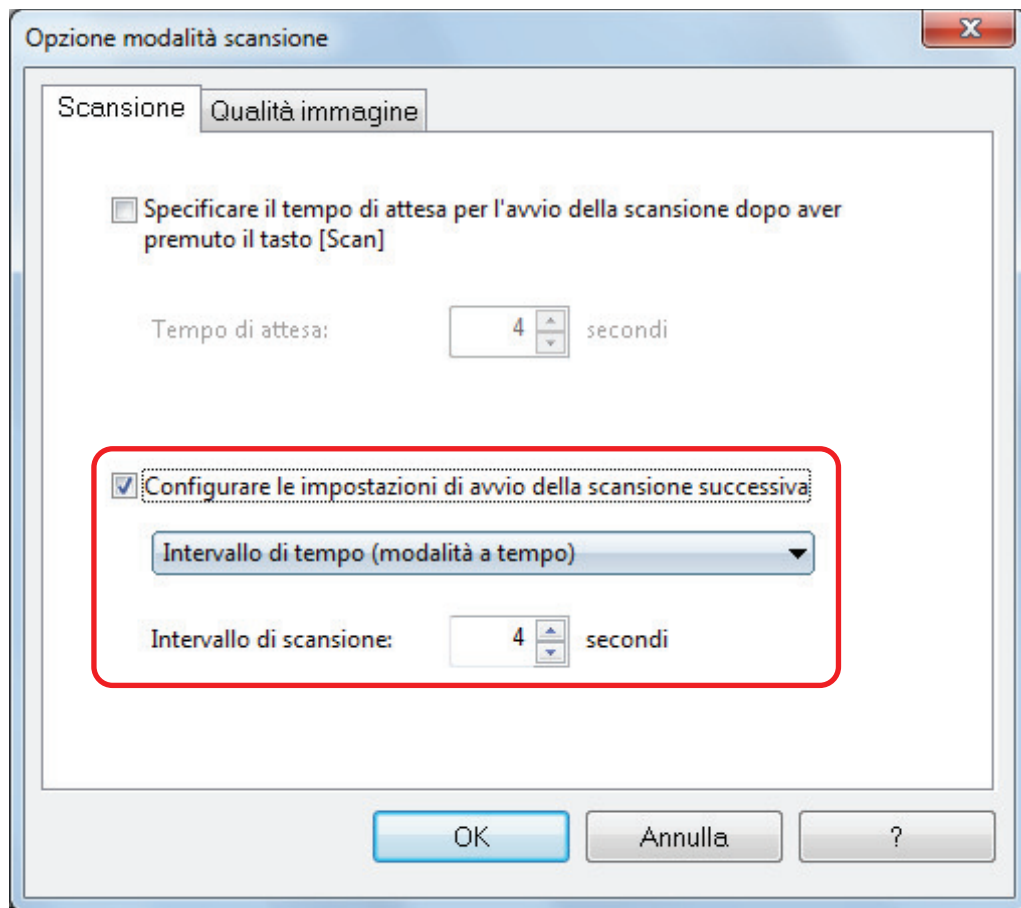 Opzione modalità scansione
X
Scansione
Qualità immagine
Specificare il tempo di attesa per l'avvio della scansione dopo aver
premuto il tasto [Scan]
Tempo di attesa: 4 secondi
Configurare le impostazioni di avvio della scansione successiva
Intervallo di tempo (modalità a tempo)
Intervallo di scansione: 4 secondi
OK Annulla ?